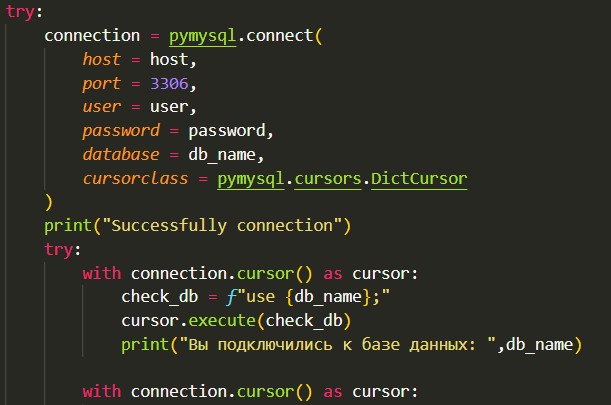 try:
    connection = pymysql.connect(
        host = host,
        port = 3306,
        user = user,
        password = password,
        database = db_name,
        cursorclass = pymysql.cursors.DictCursor
    )
    print("Successfully connection")
    try:
        with connection.cursor() as cursor:
            check_db = f"use {db_name};"
            cursor.execute(check_db)
            print("Вы подключились к базе данных: ",db_name)

        with connection.cursor() as cursor: